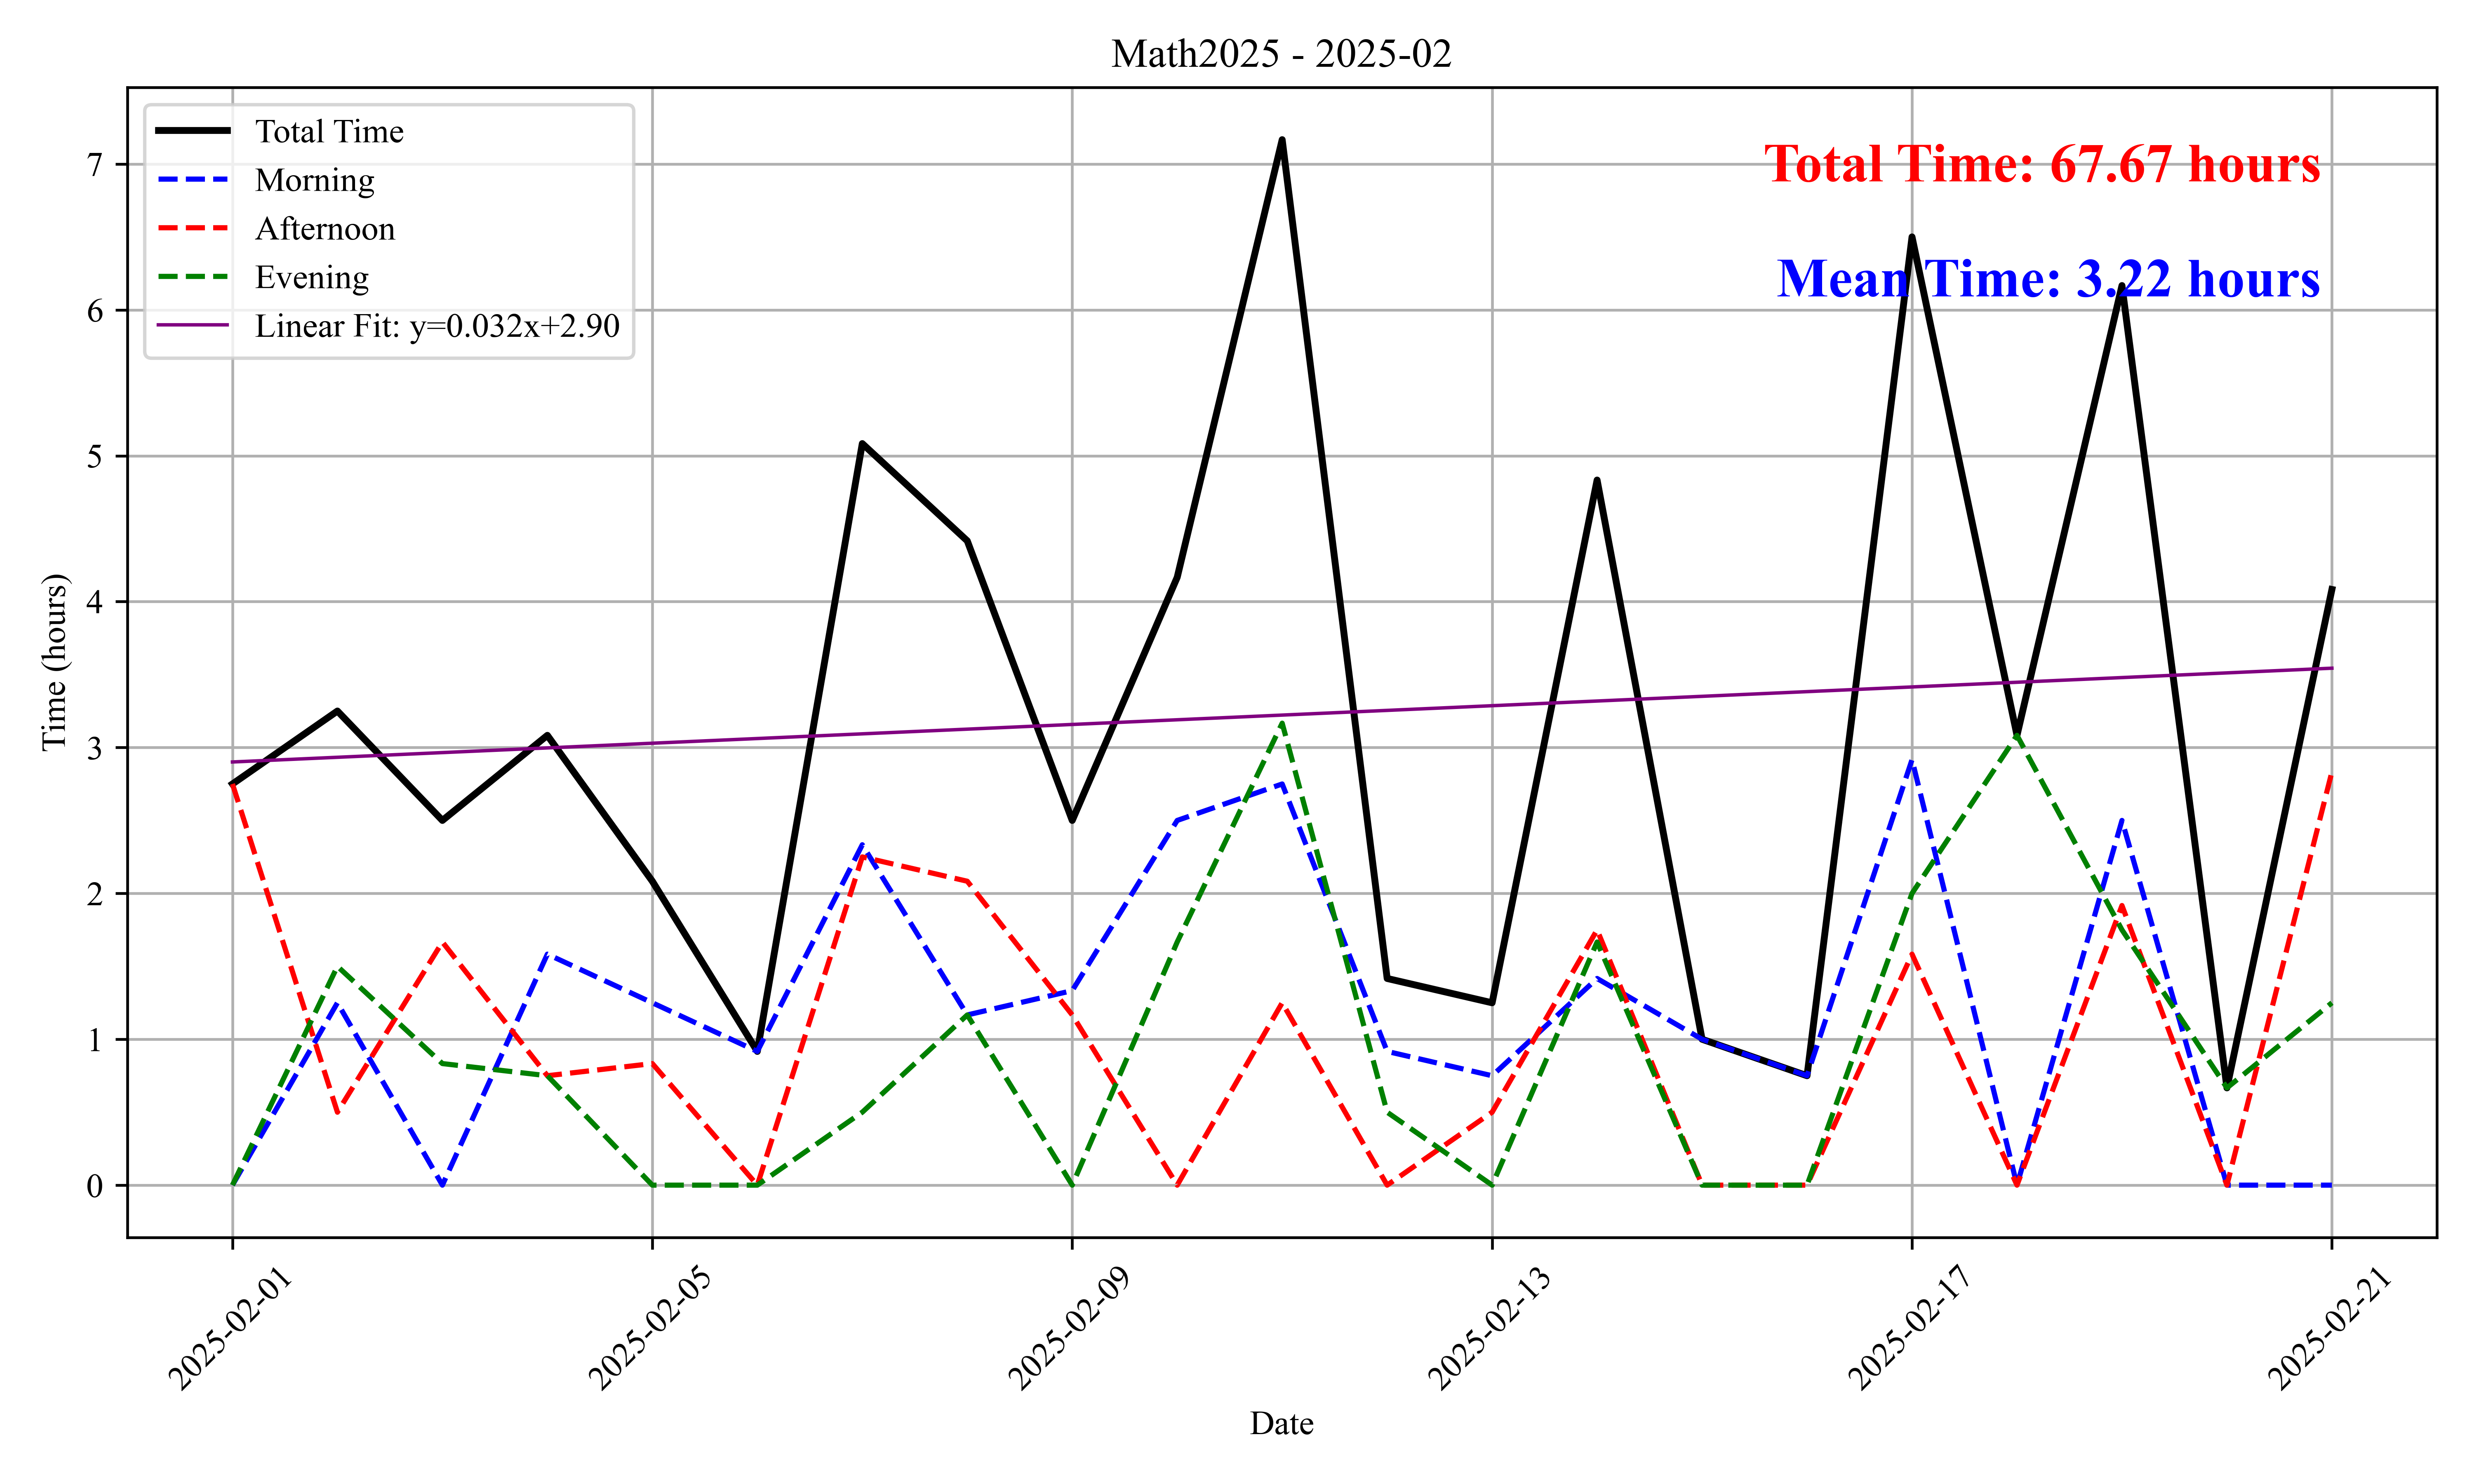 Math2025 - 2025-02
Total Time
Morning
Afternoon
Evening
Linear Fit: y=0.032x+2.90
Total Time: 67.67 hours
Mean Time: 3.22 hours
Time (hours)
7
6
5
4
3
2
1
0
2025-02-01
2025-02-05
2025-02-09
2025-02-13
2025-02-17
2025-02-21
Date